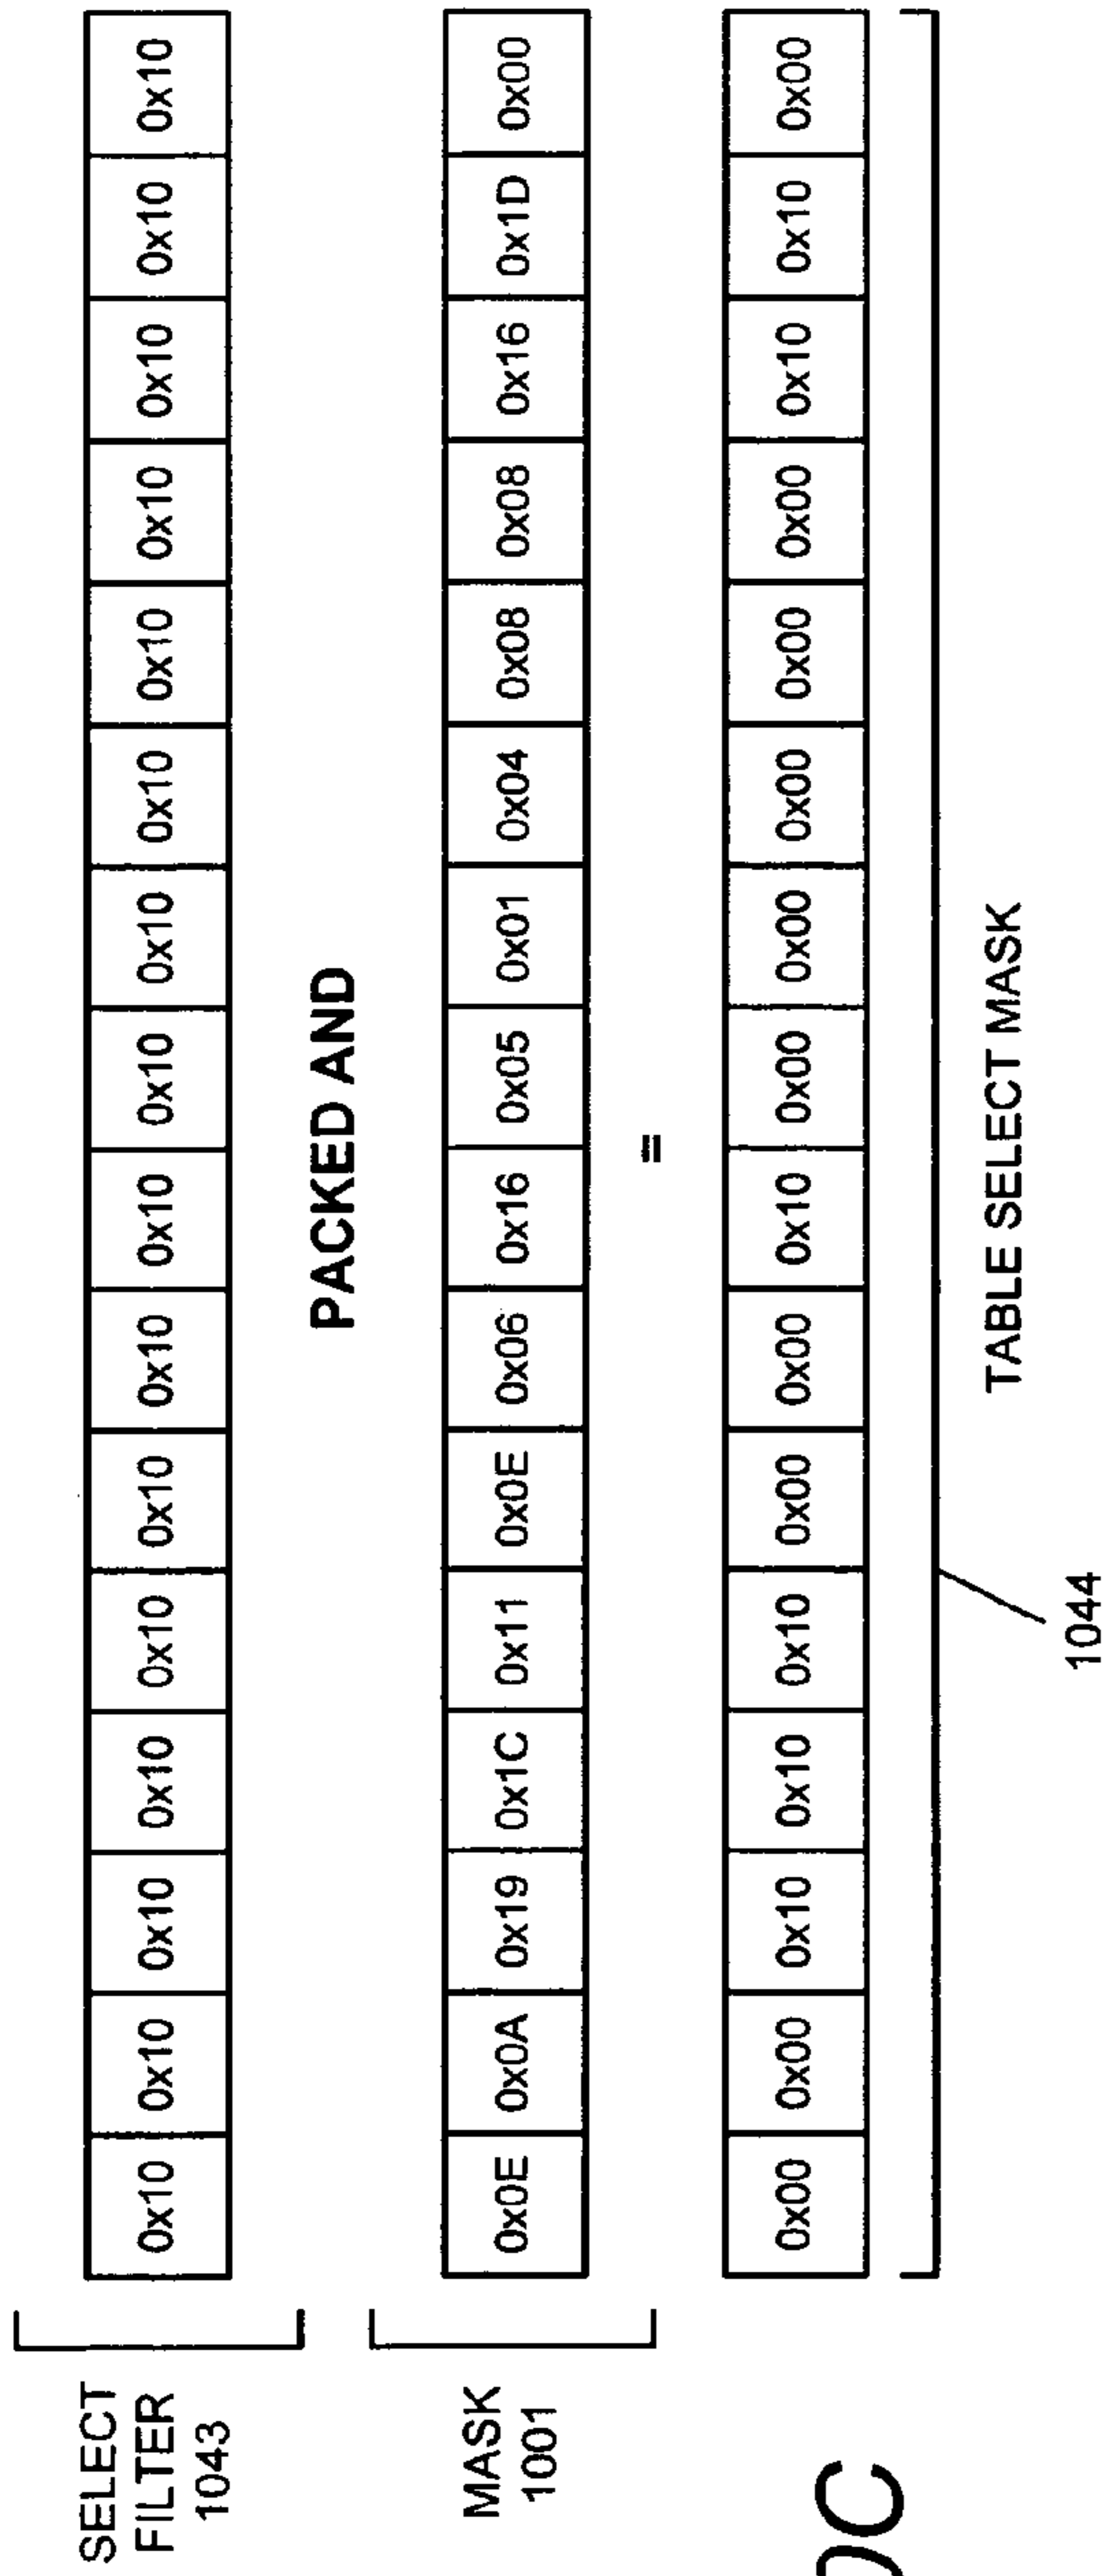 SELECT
FILTER
1043
0x10 0x10 0x10 0x10 0x10 0x10 0x10 0x10 0x10 0x10 0x10 0x10 0x10 0x10 0x10 0x10
PACKED AND
MASK
1001
0x0E 0x0A 0x19 0x1C 0x11 0x0E 0x06 0x16 0x05 0x01 0x04 0x08 0x08 0x16 0x1D 0x00
=
0x00 0x00 0x10 0x10 0x10 0x00 0x00 0x10 0x00 0x00 0x00 0x00 0x00 0x10 0x10 0x00
1044
TABLE SELECT MASK